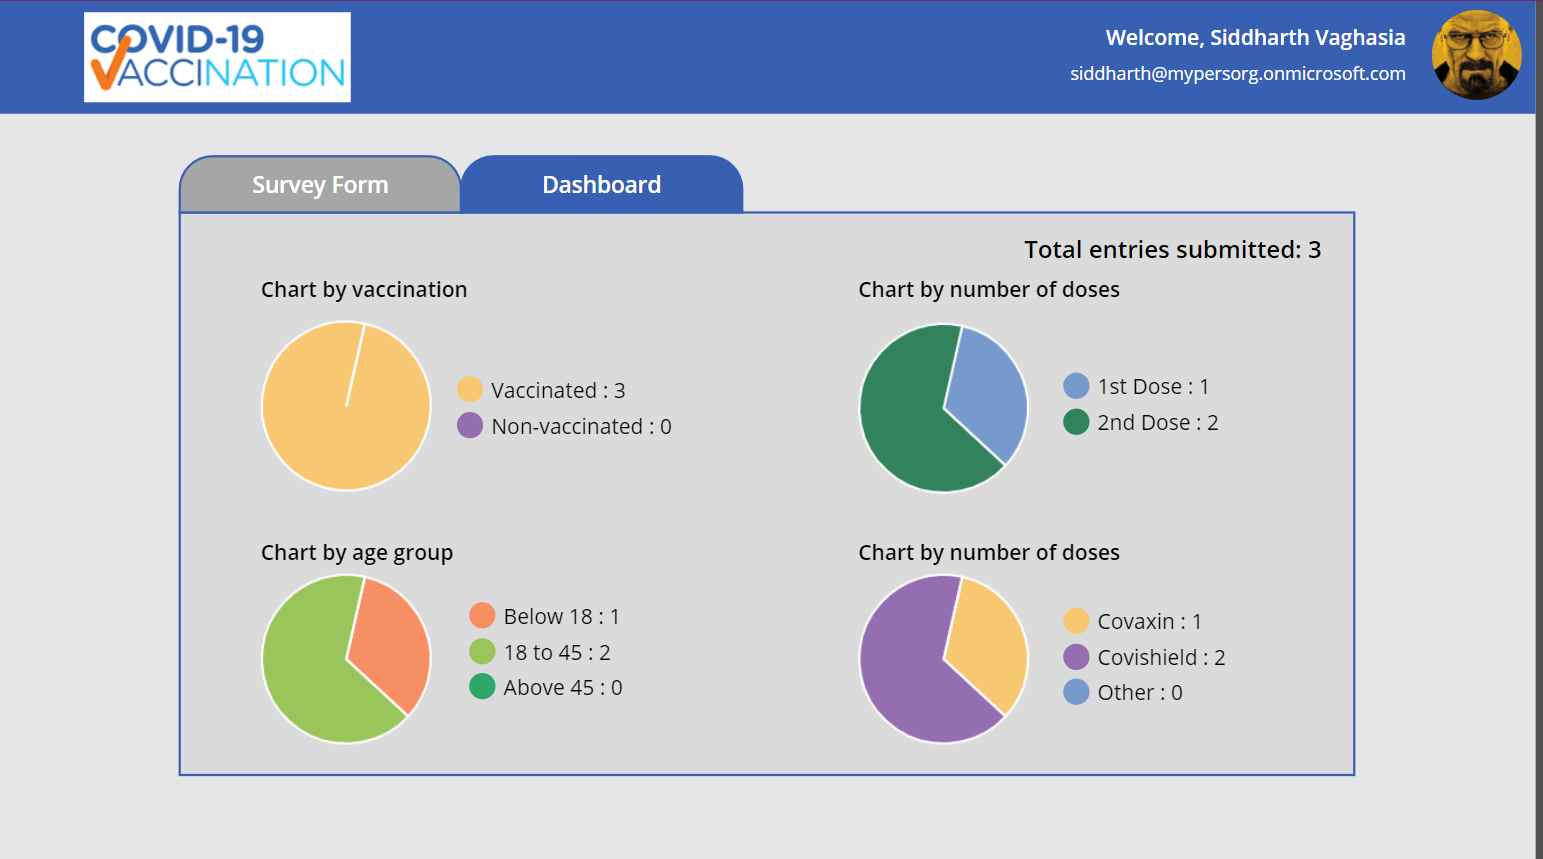 COVID-19
VACCINATION
Welcome, Siddharth Vaghasia
siddharth@mypersorg.onmicrosoft.com
Survey Form
Dashboard
Total entries submitted: 3
Chart by vaccination
Vaccinated : 3
Non-vaccinated : 0
Chart by number of doses
1st Dose : 1
2nd Dose : 2
Chart by age group
Below 18 : 1
18 to 45 : 2
Above 45 : 0
Chart by number of doses
Covaxin : 1
Covishield : 2
Other : 0